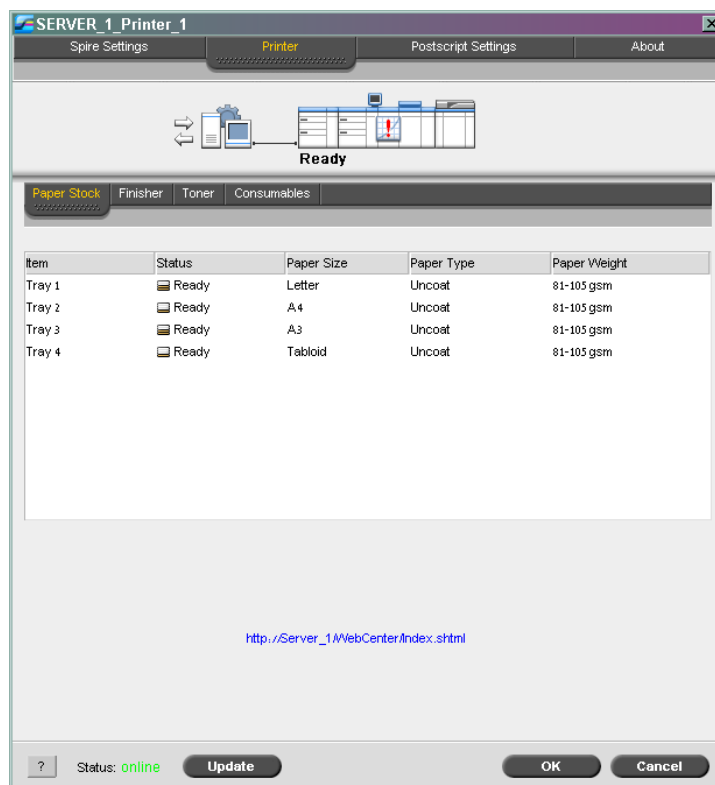 SERVER_1_Printer_1
Spire Settings Printer Postscript Settings About
Ready
Paper Stock Finisher Toner Consumables
Item Status Paper Size Paper Type Paper Weight
Tray 1 Ready Letter Uncoat 81-105 gsm
Tray 2 Ready A4 Uncoat 81-105 gsm
Tray 3 Ready A3 Uncoat 81-105 gsm
Tray 4 Ready Tabloid Uncoat 81-105 gsm
http://Server_1/WebCenter/Index.shtml
? Status: online Update OK Cancel